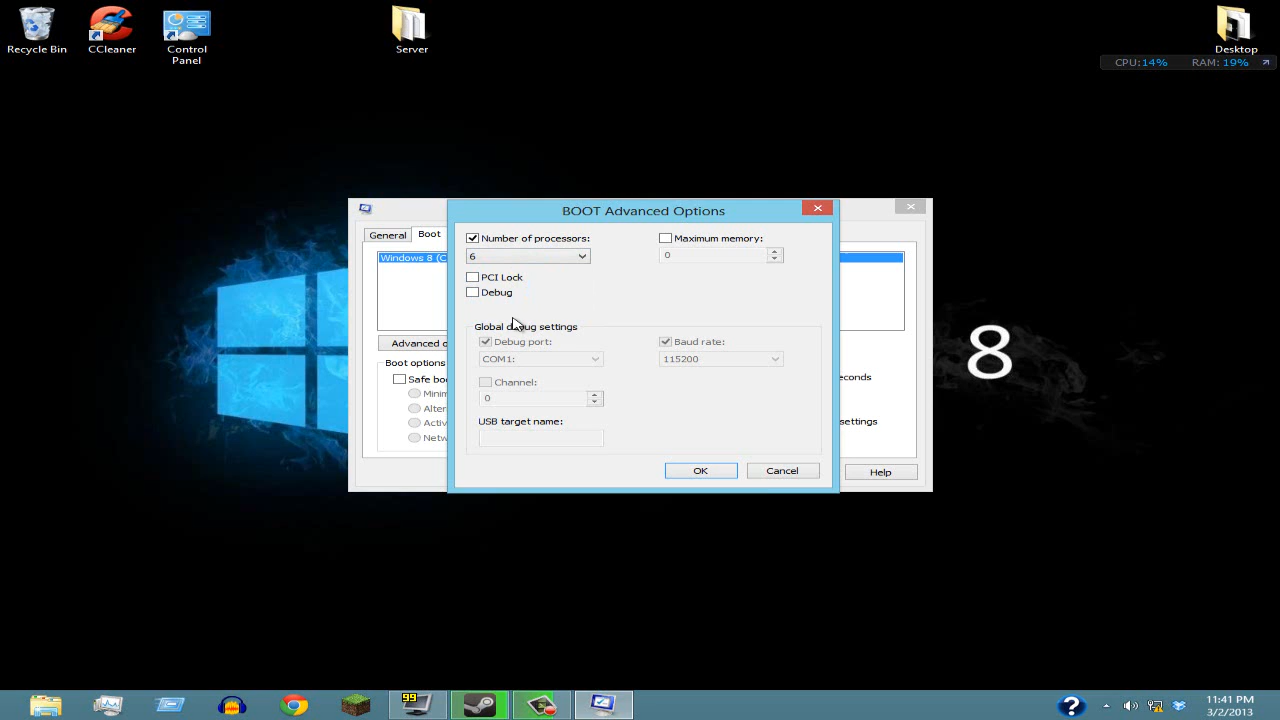 Recycle Bin
CCleaner
Control
Panel
Server
Desktop
CPU:14% RAM: 19%
BOOT Advanced Options
General
Boot
Windows 8 (C
Advanced o
Boot options
Safe bo
Minim
Altern
Activ
Netw
Number of processors:
6
PCI Lock
Debug
Maximum memory:
0
Global debug settings
Debug port:
COM1:
Baud rate:
115200
Channel:
0
USB target name:
OK
Cancel
econds
settings
Help
8
99
11:41 PM
3/2/2013